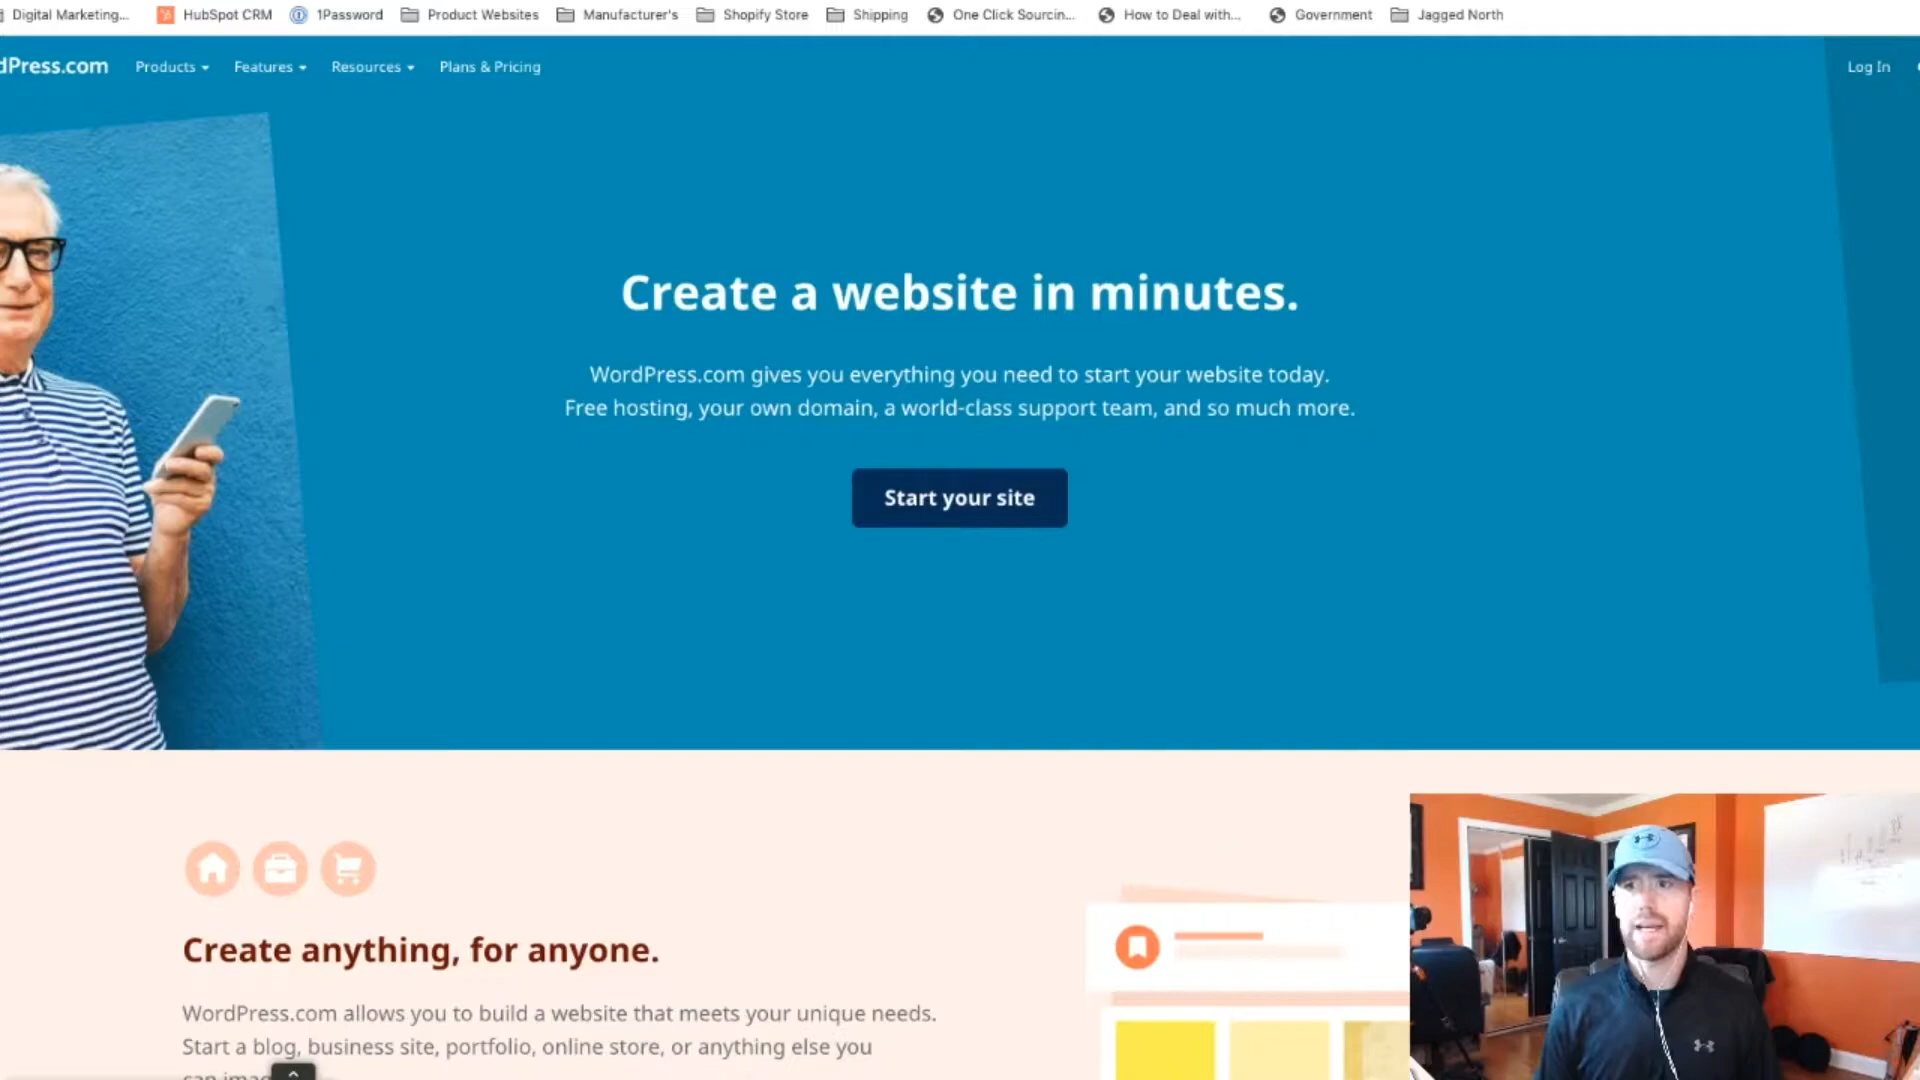 Digital Marketing... HubSpot CRM 1Password Product Websites Manufacturer's Shopify Store Shipping One Click Sourcin... How to Deal with... Government Jagged North
dPress.com Products Features Resources Plans & Pricing Log In
Create a website in minutes.
WordPress.com gives you everything you need to start your website today.
Free hosting, your own domain, a world-class support team, and so much more.
Start your site
Create anything, for anyone.
WordPress.com allows you to build a website that meets your unique needs.
Start a blog, business site, portfolio, online store, or anything else you
can